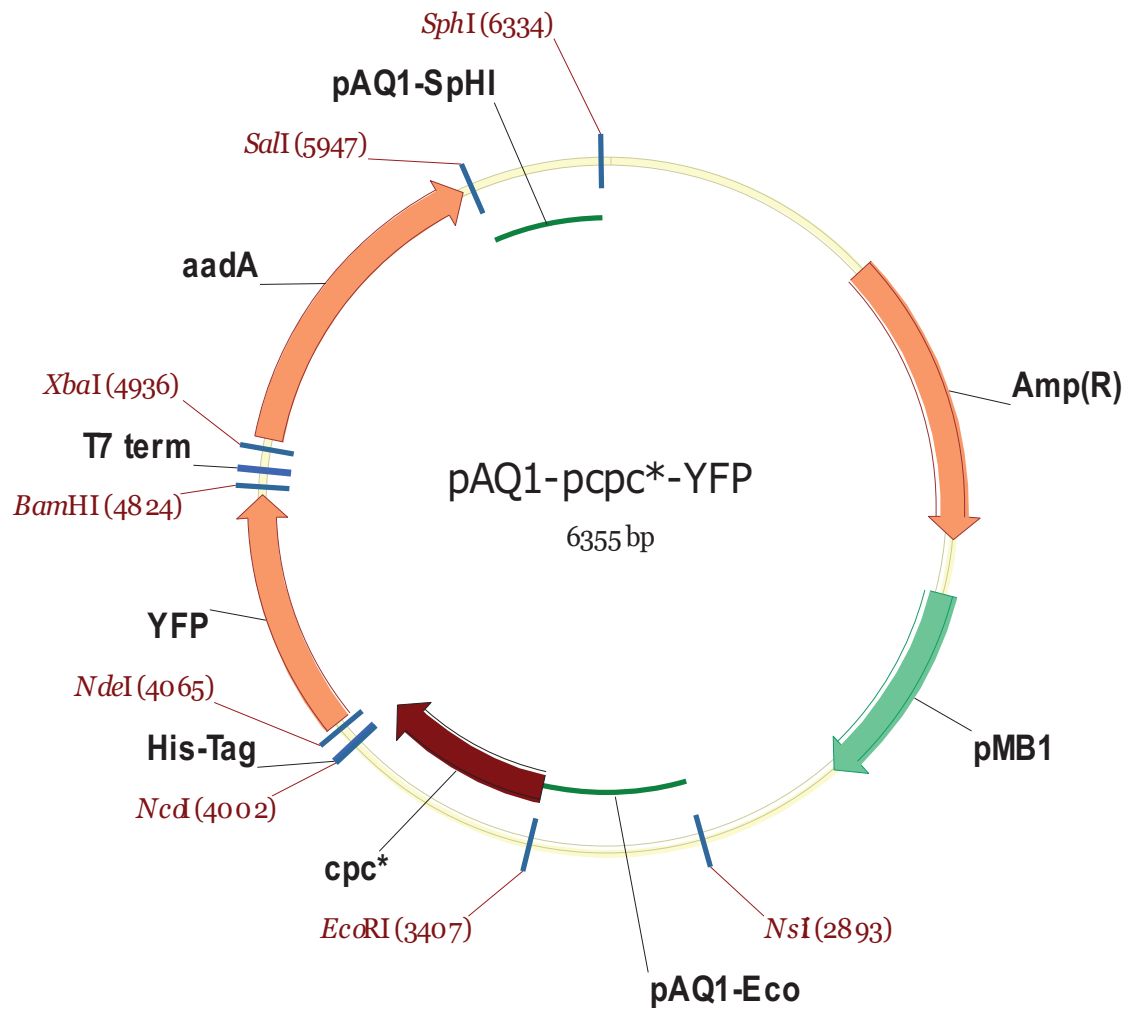 SphI (6334)
pAQ1-SpHI
SalI (5947)
aadA
Amp(R)
XbaI (4936)
T7 term
BamHI (4824)
pAQ1-pcpc*-YFP
6355 bp
YFP
NdeI (4065)
His-Tag
NcoI (4002)
pMB1
cpc*
EcoRI (3407)
NsiI (2893)
pAQ1-Eco